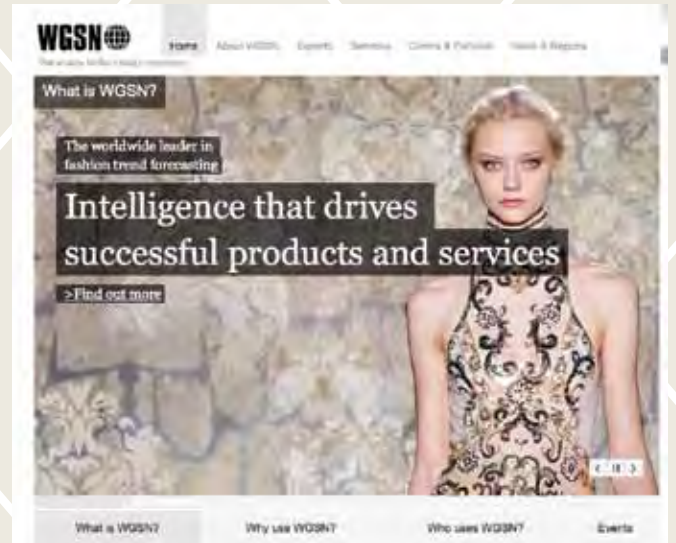 WGSN
Home About WGSN Experts Services Clients & Partners News & Reports
What is WGSN?
The worldwide leader in
fashion trend forecasting
Intelligence that drives
successful products and services
>Find out more
What is WGSN? Why use WGSN? Who uses WGSN? Events